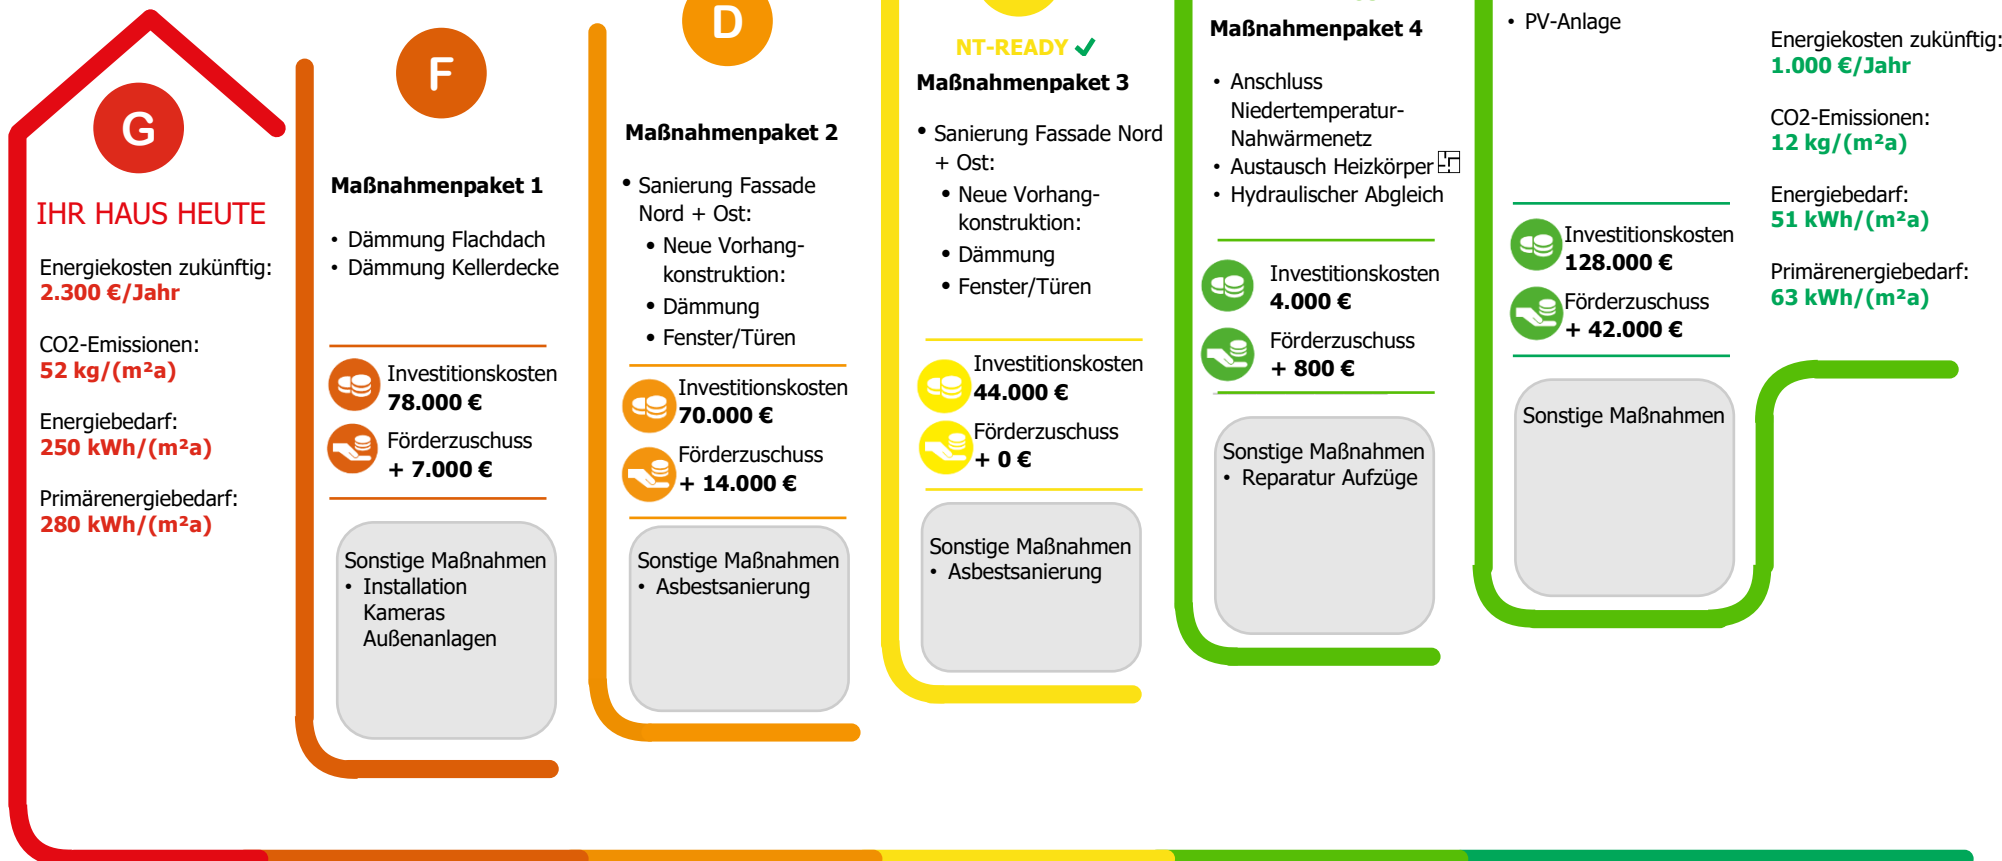 G
IHR HAUS HEUTE
Energiekosten zukünftig:
2.300 €/Jahr
CO2-Emissionen:
52 kg/(m²a)
Energiebedarf:
250 kWh/(m²a)
Primärenergiebedarf:
280 kWh/(m²a)
F
Maßnahmenpaket 1
• Dämmung Flachdach
• Dämmung Kellerdecke
Investitionskosten
78.000 €
Förderzuschuss
+ 7.000 €
Sonstige Maßnahmen
• Installation
Kameras
Außenanlagen
D
Maßnahmenpaket 2
• Sanierung Fassade
Nord + Ost:
• Neue Vorhang-
konstruktion:
• Dämmung
• Fenster/Türen
Investitionskosten
70.000 €
Förderzuschuss
+ 14.000 €
Sonstige Maßnahmen
• Asbestsanierung
NT-READY
Maßnahmenpaket 3
• Sanierung Fassade Nord
+ Ost:
• Neue Vorhang-
konstruktion:
• Dämmung
• Fenster/Türen
Investitionskosten
44.000 €
Förderzuschuss
+ 0 €
Sonstige Maßnahmen
• Asbestsanierung
Maßnahmenpaket 4
• Anschluss
Niedertemperatur-
Nahwärmenetz
• Austausch Heizkörper
• Hydraulischer Abgleich
Investitionskosten
4.000 €
Förderzuschuss
+ 800 €
Sonstige Maßnahmen
• Reparatur Aufzüge
• PV-Anlage
Investitionskosten
128.000 €
Förderzuschuss
+ 42.000 €
Sonstige Maßnahmen
Energiekosten zukünftig:
1.000 €/Jahr
CO2-Emissionen:
12 kg/(m²a)
Energiebedarf:
51 kWh/(m²a)
Primärenergiebedarf:
63 kWh/(m²a)